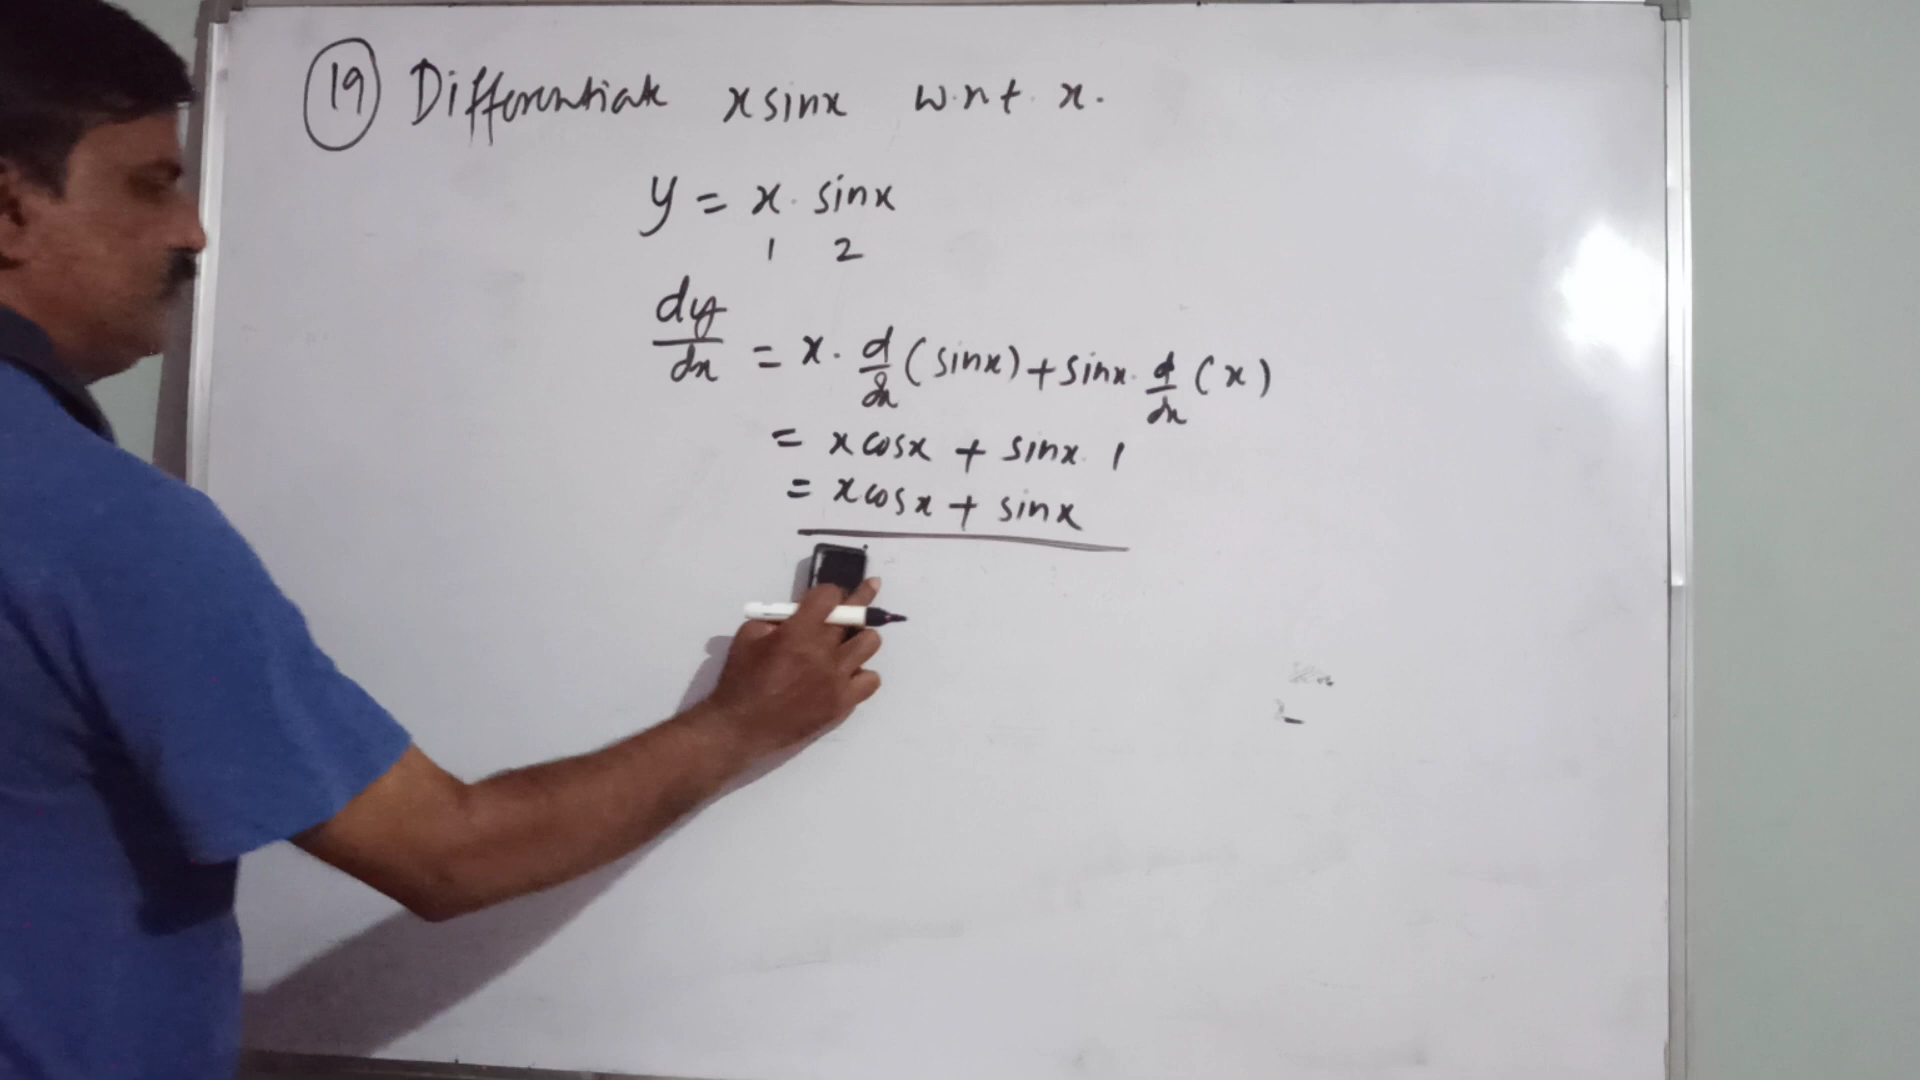 19 Differentiate x sinx w.r.t. x.
y = x. sinx
1 2
dy/dx = x. d/dx (sinx) + sinx. d/dx (x)
= x cosx + sinx. 1
= x cosx + sinx